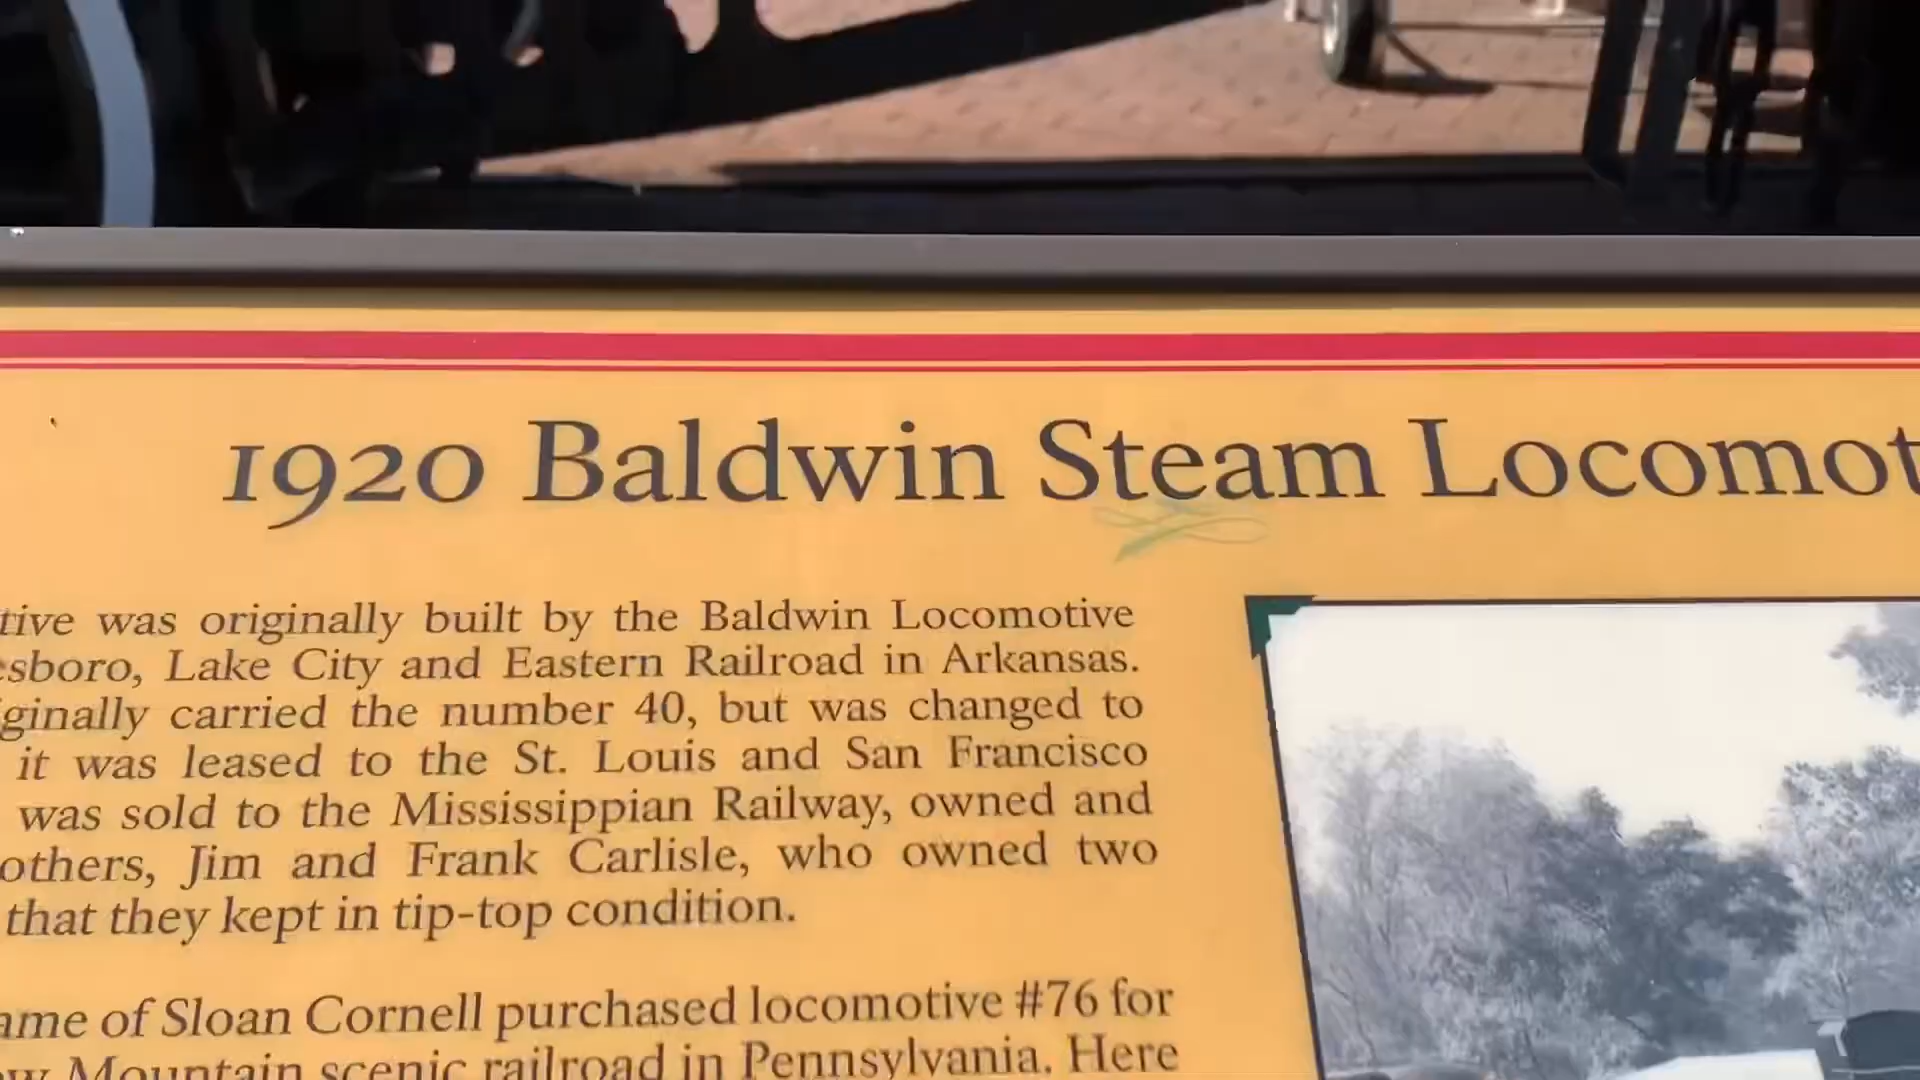 1920 Baldwin Steam Locomot
tive was originally built by the Baldwin Locomotive
esboro, Lake City and Eastern Railroad in Arkansas.
iginally carried the number 40, but was changed to
it was leased to the St. Louis and San Francisco
was sold to the Mississippian Railway, owned and
others, Jim and Frank Carlisle, who owned two
that they kept in tip-top condition.
ame of Sloan Cornell purchased locomotive #76 for
ow Mountain scenic railroad in Pennsylvania. Here